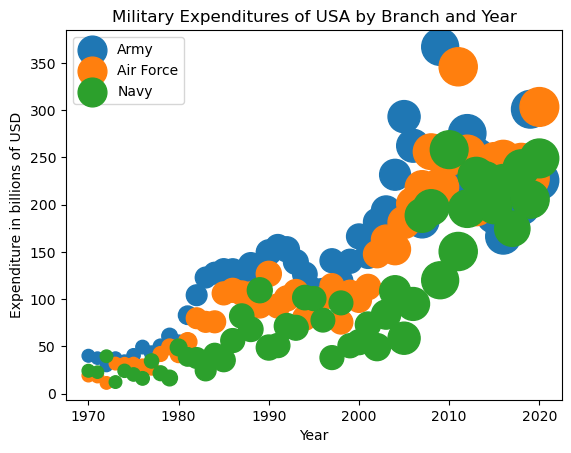 Military Expenditures of USA by Branch and Year
Army
Air Force
Navy
Expenditure in billions of USD
350
300
250
200
150
100
50
0
1970
1980
1990
2000
2010
2020
Year